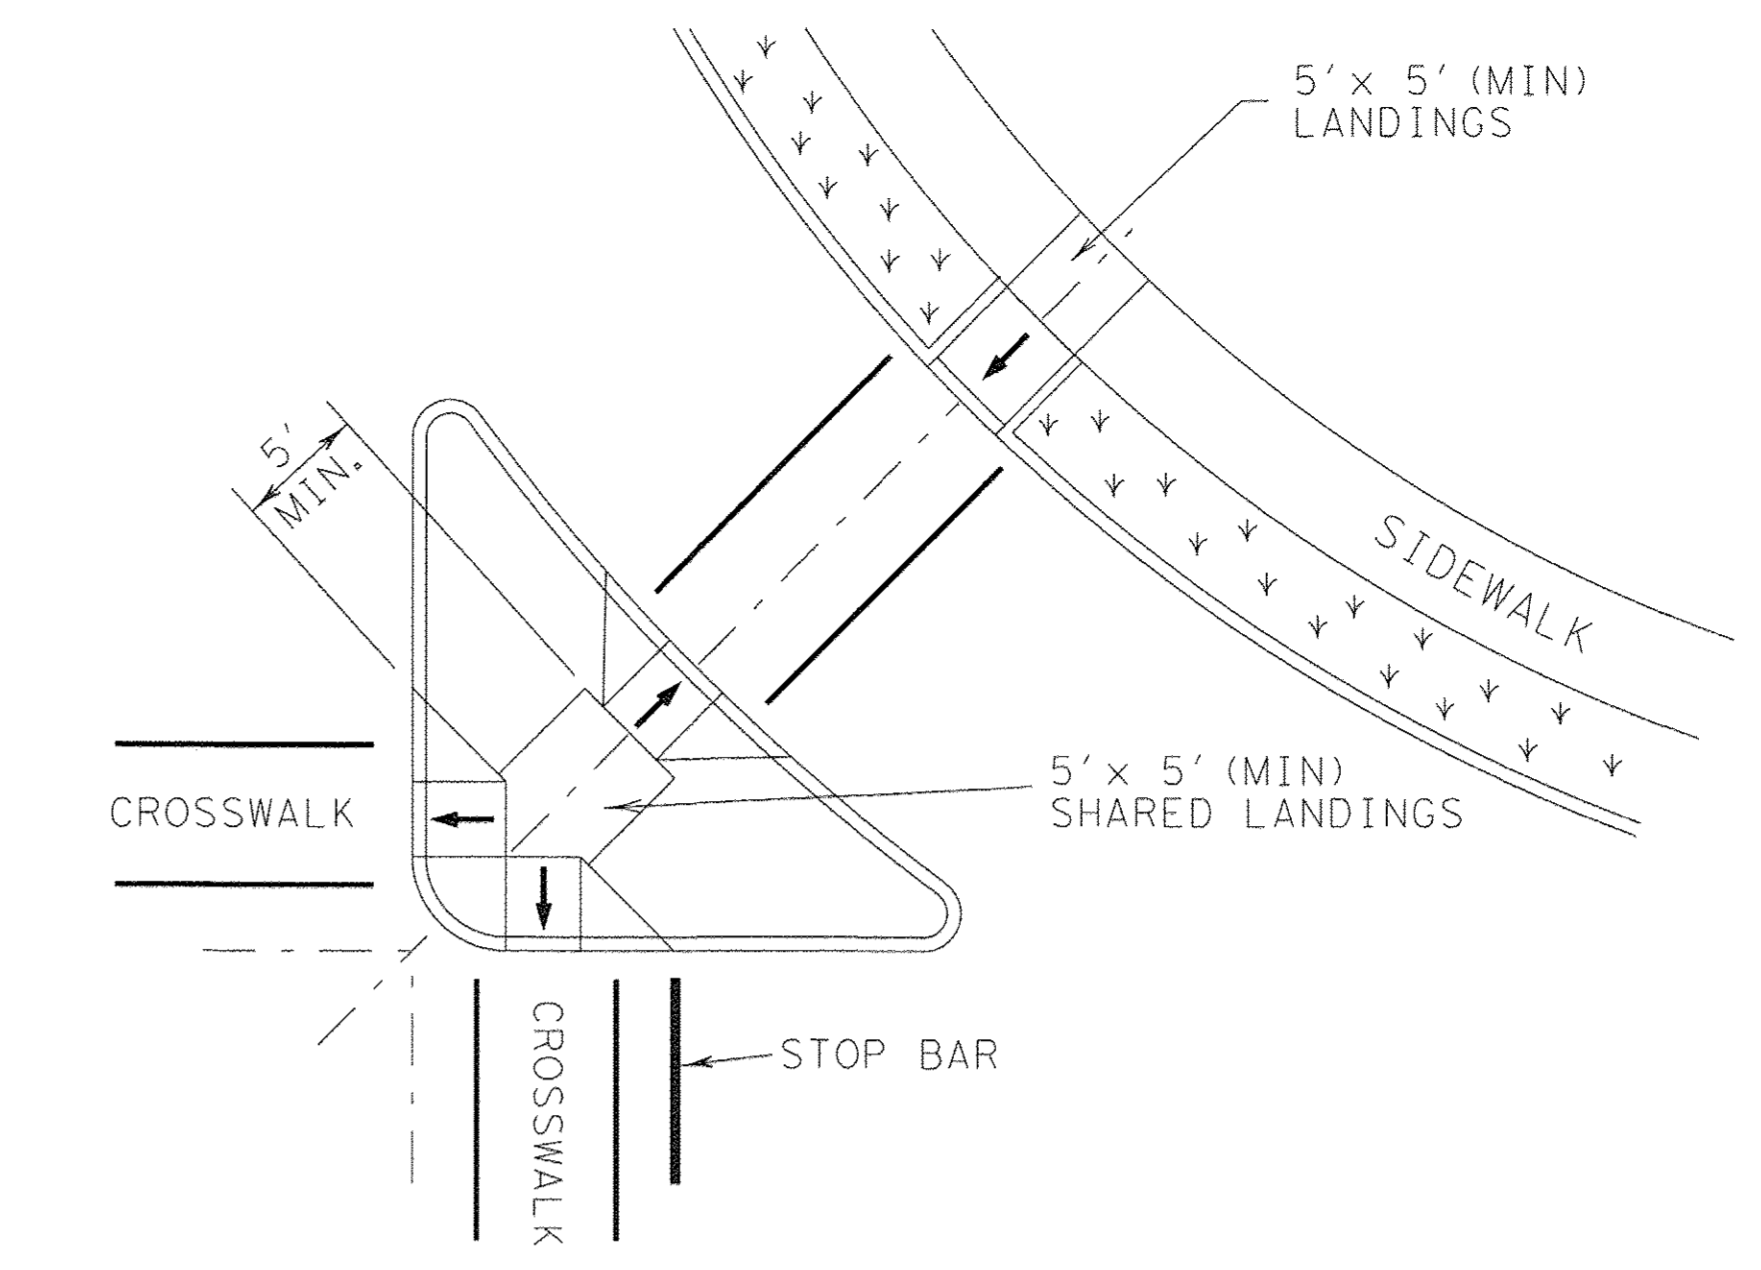 5'x 5'(MIN)
LANDINGS
5'
MIN.
SIDEWALK
5'x 5'(MIN)
SHARED LANDINGS
CROSSWALK
CROSSWALK
STOP BAR